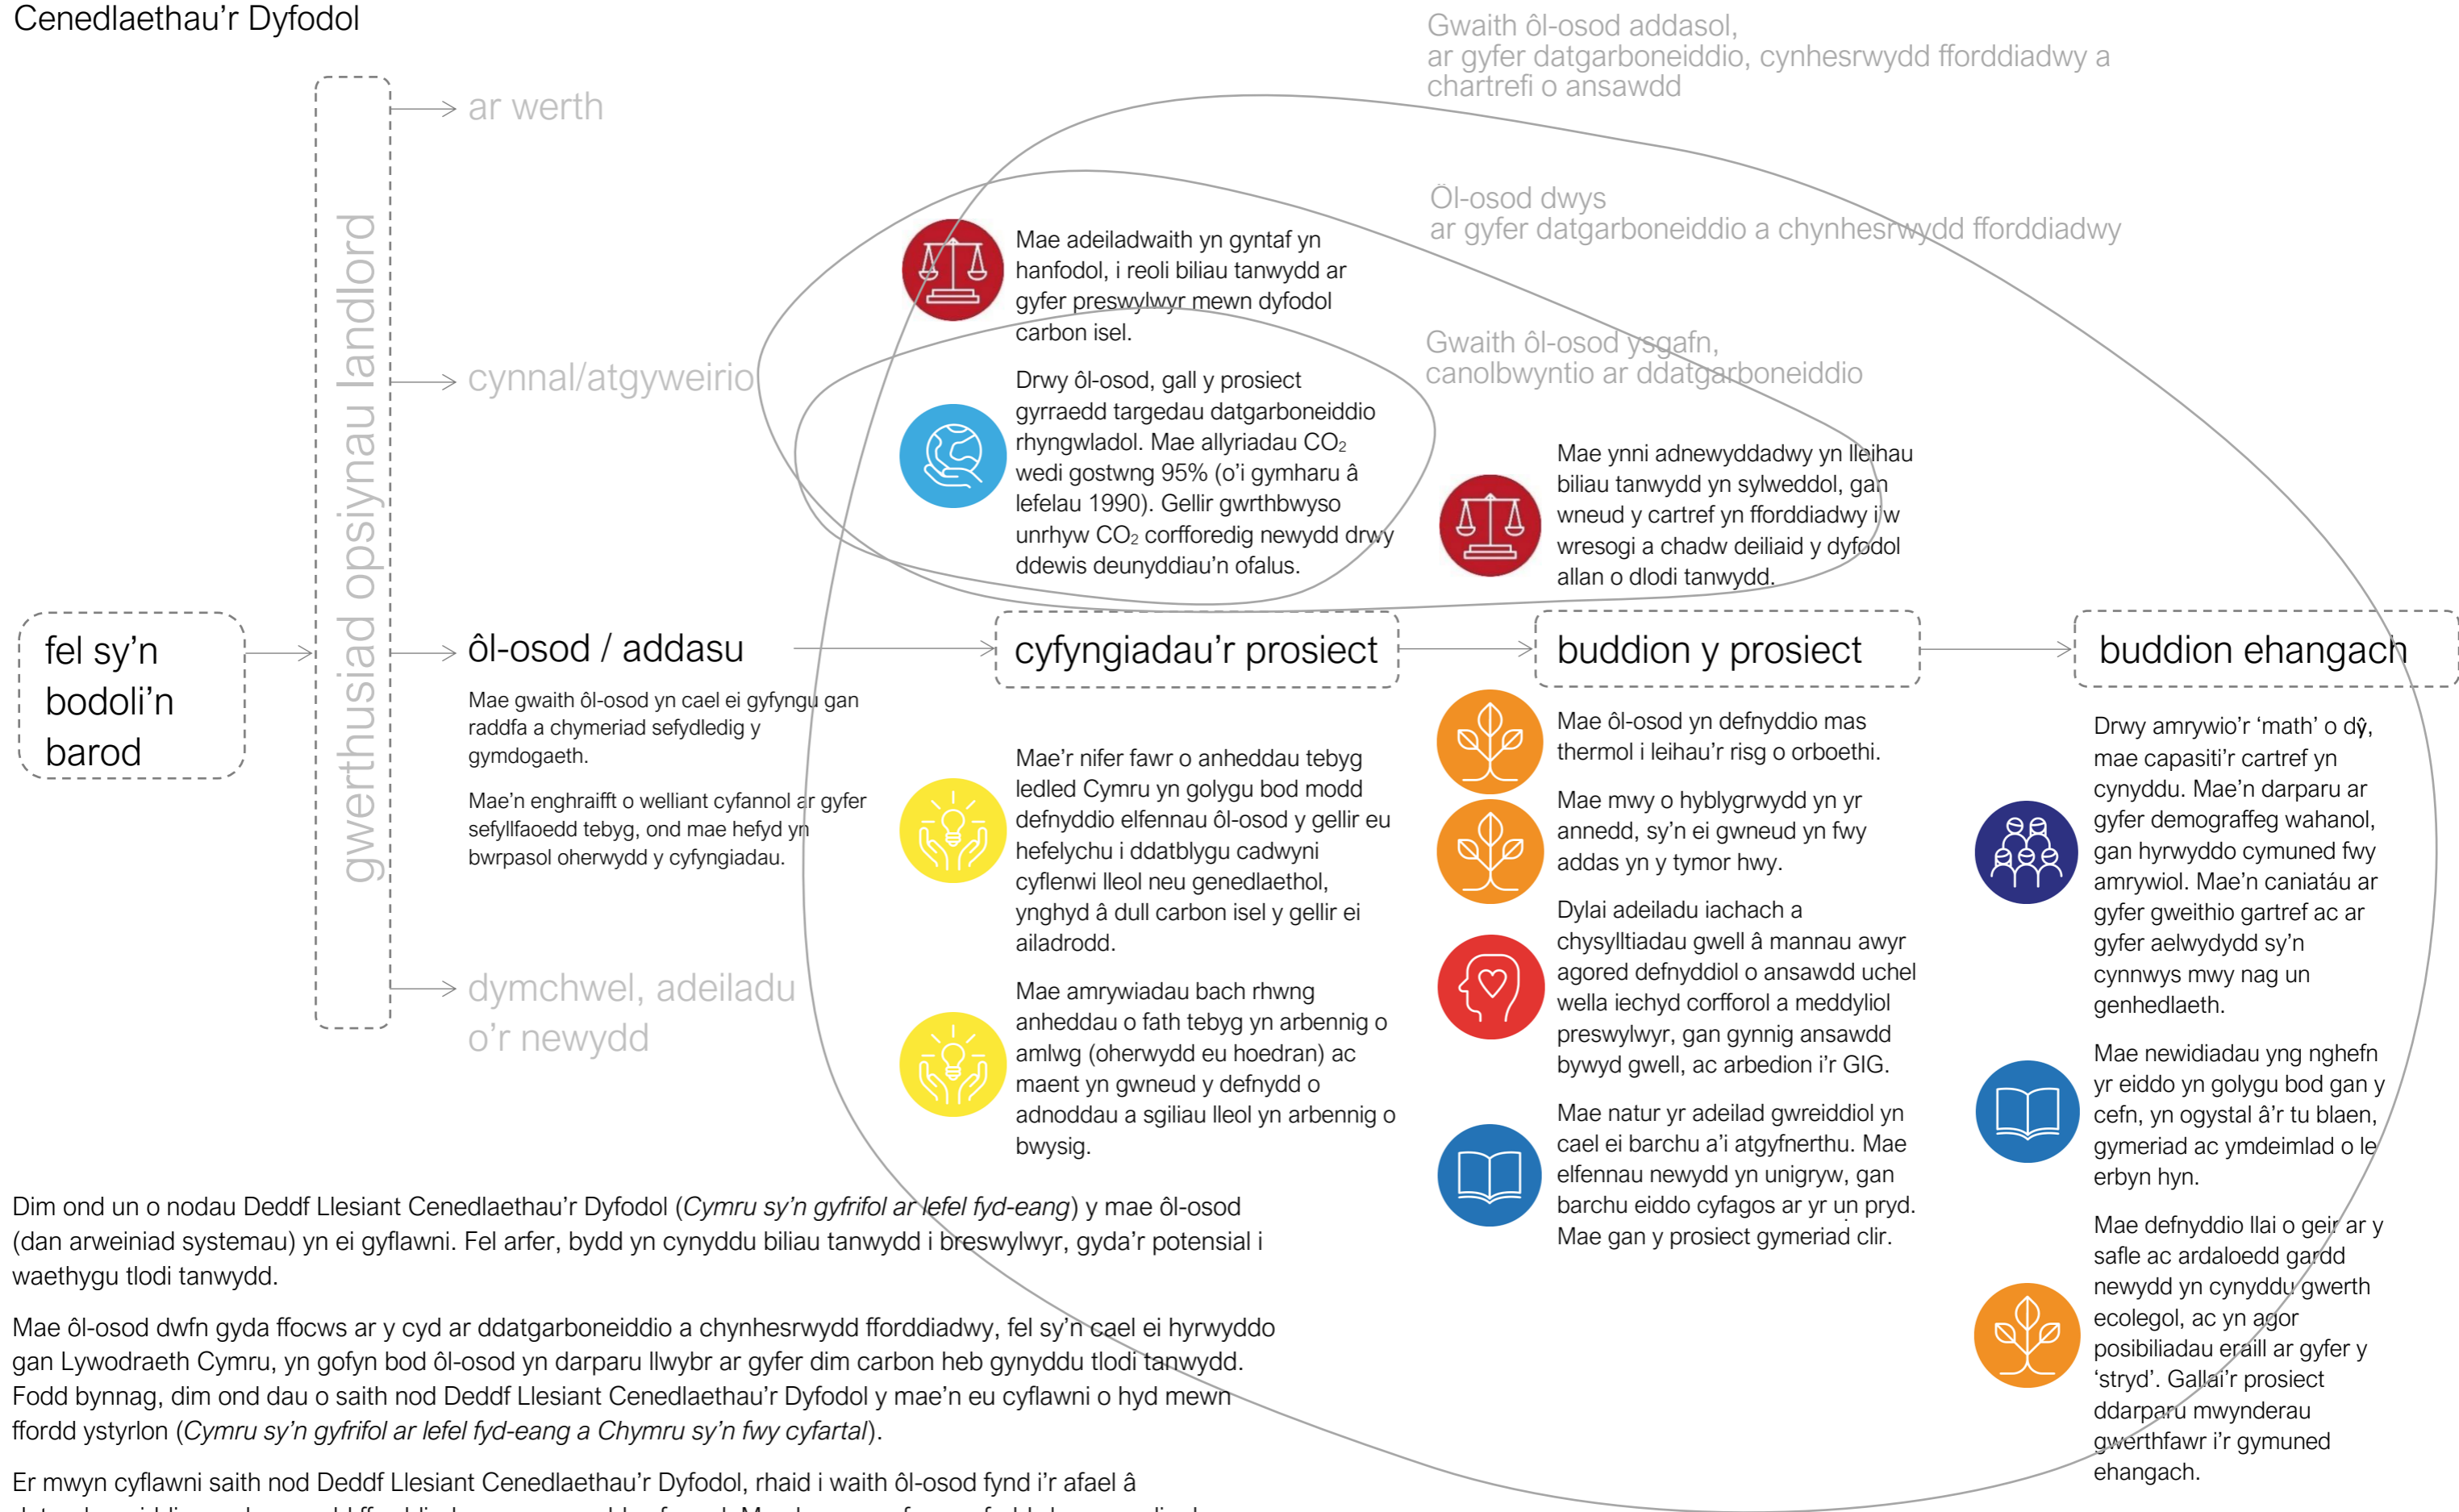 Cenedlaethau'r Dyfodol
Gwaith ôl-osod addasol,
ar gyfer datgarboneiddio, cynhesrwydd fforddiadwy a
chartrefi o ansawdd
Ôl-osod dwys
ar gyfer datgarboneiddio a chynhesrwydd fforddiadwy
Gwaith ôl-osod ysgafn,
canolbwyntio ar ddatgarboneiddio
fel sy'n
bodoli'n
barod
gwerthusiad opsiynau landlord
ar werth
cynnal/atgyweirio
ôl-osod / addasu
Mae gwaith ôl-osod yn cael ei gyfyngu gan
raddfa a chymeriad sefydledig y
gymdogaeth.
Mae'n enghraifft o welliant cyfannol ar gyfer
sefyllfaoedd tebyg, ond mae hefyd yn
bwrpasol oherwydd y cyfyngiadau.
dymchwel, adeiladu
o'r newydd
Mae adeiladwaith yn gyntaf yn
hanfodol, i reoli biliau tanwydd ar
gyfer preswylwyr mewn dyfodol
carbon isel.
Drwy ôl-osod, gall y prosiect
gyrraedd targedau datgarboneiddio
rhyngwladol. Mae allyriadau CO₂
wedi gostwng 95% (o'i gymharu â
lefelau 1990). Gellir gwrthbwyso
unrhyw CO₂ corfforedig newydd drwy
ddewis deunyddiau'n ofalus.
cyfyngiadau'r prosiect
Mae'r nifer fawr o anheddau tebyg
ledled Cymru yn golygu bod modd
defnyddio elfennau ôl-osod y gellir eu
hefelychu i ddatblygu cadwyni
cyflenwi lleol neu genedlaethol,
ynghyd â dull carbon isel y gellir ei
ailadrodd.
Mae amrywiadau bach rhwng
anheddau o fath tebyg yn arbennig o
amlwg (oherwydd eu hoedran) ac
maent yn gwneud y defnydd o
adnoddau a sgiliau lleol yn arbennig o
bwysig.
Mae ynni adnewyddadwy yn lleihau
biliau tanwydd yn sylweddol, gan
wneud y cartref yn fforddiadwy i'w
wresogi a chadw deiliaid y dyfodol
allan o dlodi tanwydd.
buddion y prosiect
Mae ôl-osod yn defnyddio mas
thermol i leihau'r risg o orboethi.
Mae mwy o hyblygrwydd yn yr
annedd, sy'n ei gwneud yn fwy
addas yn y tymor hwy.
Dylai adeiladu iachach a
chysylltiadau gwell â mannau awyr
agored defnyddiol o ansawdd uchel
wella iechyd corfforol a meddyliol
preswylwyr, gan gynnig ansawdd
bywyd gwell, ac arbedion i'r GIG.
Mae natur yr adeilad gwreiddiol yn
cael ei barchu a'i atgyfnerthu. Mae
elfennau newydd yn unigryw, gan
barchu eiddo cyfagos ar yr un pryd.
Mae gan y prosiect gymeriad clir.
buddion ehangach
Drwy amrywio'r 'math' o dŷ,
mae capasiti'r cartref yn
cynyddu. Mae'n darparu ar
gyfer demograffeg wahanol,
gan hyrwyddo cymuned fwy
amrywiol. Mae'n caniatáu ar
gyfer gweithio gartref ac ar
gyfer aelwydydd sy'n
cynnwys mwy nag un
genhedlaeth.
Mae newidiadau yng nghefn
yr eiddo yn golygu bod gan y
cefn, yn ogystal â'r tu blaen,
gymeriad ac ymdeimlad o le
erbyn hyn.
Mae defnyddio llai o geir ar y
safle ac ardaloedd gardd
newydd yn cynyddu gwerth
ecolegol, ac yn agor
posibiliadau eraill ar gyfer y
'stryd'. Gallai'r prosiect
ddarparu mwynderau
gwerthfawr i'r gymuned
ehangach.
Dim ond un o nodau Deddf Llesiant Cenedlaethau'r Dyfodol (Cymru sy'n gyfrifol ar lefel fyd-eang) y mae ôl-osod
(dan arweiniad systemau) yn ei gyflawni. Fel arfer, bydd yn cynyddu biliau tanwydd i breswylwyr, gyda'r potensial i
waethygu tlodi tanwydd.
Mae ôl-osod dwfn gyda ffocws ar y cyd ar ddatgarboneiddio a chynhesrwydd fforddiadwy, fel sy'n cael ei hyrwyddo
gan Lywodraeth Cymru, yn gofyn bod ôl-osod yn darparu llwybr ar gyfer dim carbon heb gynyddu tlodi tanwydd.
Fodd bynnag, dim ond dau o saith nod Deddf Llesiant Cenedlaethau'r Dyfodol y mae'n eu cyflawni o hyd mewn
ffordd ystyrlon (Cymru sy'n gyfrifol ar lefel fyd-eang a Chymru sy'n fwy cyfartal).
Er mwyn cyflawni saith nod Deddf Llesiant Cenedlaethau'r Dyfodol, rhaid i waith ôl-osod fynd i'r afael â